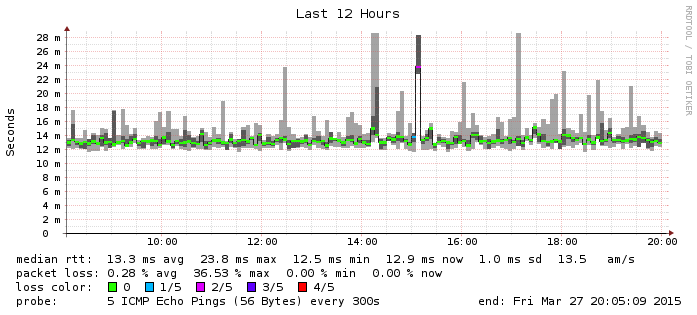 Last 12 Hours
RRDTOOL / TOBI OETIKER
Seconds
28 m
26 m
24 m
22 m
20 m
18 m
16 m
14 m
12 m
10 m
8 m
6 m
4 m
2 m
0
10:00 12:00 14:00 16:00 18:00 20:00
median rtt: 13.3 ms avg 23.8 ms max 12.5 ms min 12.9 ms now 1.0 ms sd 13.5 am/s
packet loss: 0.28 % avg 36.53 % max 0.00 % min 0.00 % now
loss color: 0 1/5 2/5 3/5 4/5
probe: 5 ICMP Echo Pings (56 Bytes) every 300s end: Fri Mar 27 20:05:09 2015